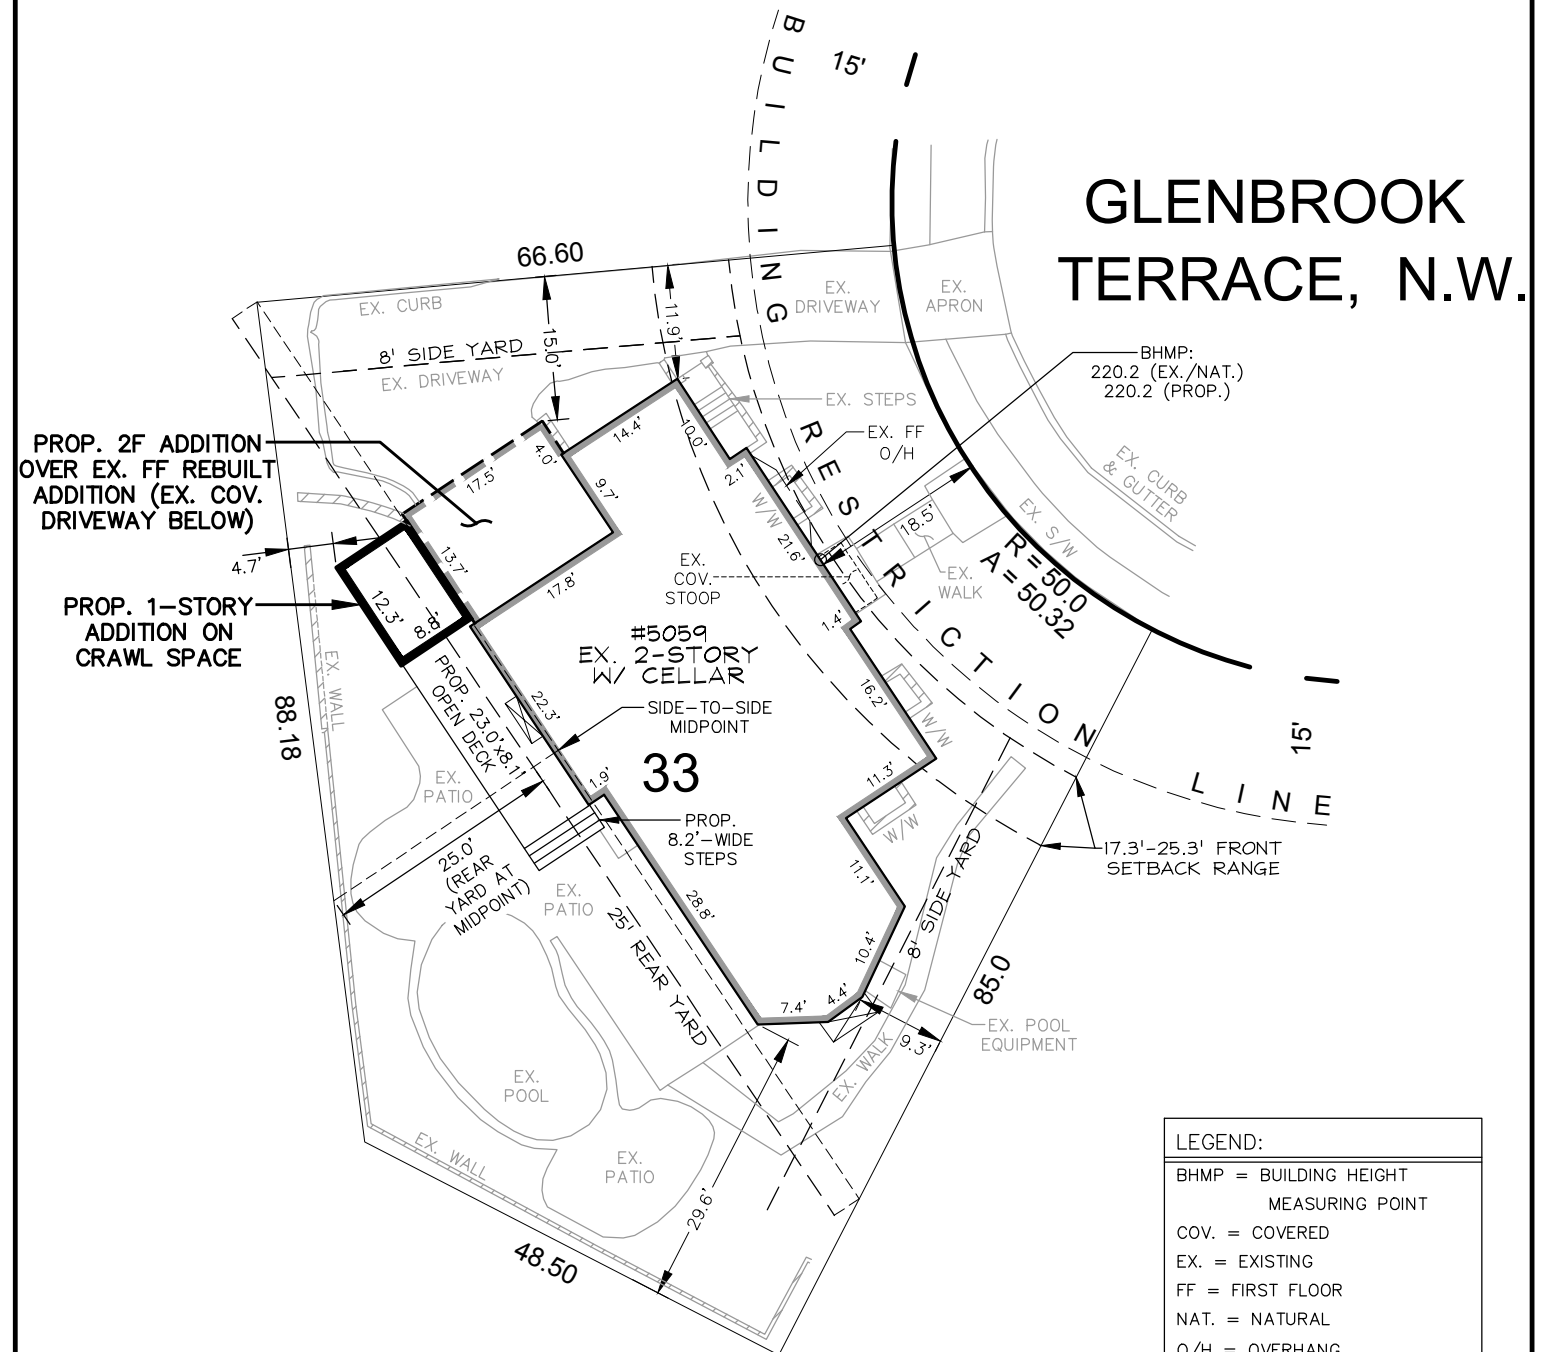 BUILDING RESTRICTION LINE
15'
GLENBROOK
TERRACE, N.W.
66.60
EX. CURB
11.9'
15.0'
EX.
DRIVEWAY
EX.
APRON
8' SIDE YARD
EX. DRIVEWAY
BHMP:
220.2 (EX./NAT.)
220.2 (PROP.)
EX. STEPS
EX. FF
O/H
EX. CURB
& GUTTER
PROP. 2F ADDITION
OVER EX. FF REBUILT
ADDITION (EX. COV.
DRIVEWAY BELOW)
14.4'
10.0'
2.1'
4.0'
17.5'
9.7'
W/W
21.6'
18.5'
EX. S/W
R=50.0
A=50.32
4.7'
13.7'
17.8'
EX.
COV.
STOOP
EX.
WALK
PROP. 1-STORY
ADDITION ON
CRAWL SPACE
12.3'
8.8'
1.4'
#5059
EX. 2-STORY
W/ CELLAR
EX. WALL
PROP. 23.0'x8.1'
OPEN DECK
22.3'
SIDE-TO-SIDE
MIDPOINT
16.2'
W/W
88.18
15'
33
EX.
PATIO
1.9'
11.3'
W/W
PROP.
8.2'-WIDE
STEPS
17.3'-25.3' FRONT
SETBACK RANGE
25.0'
(REAR
YARD AT
MIDPOINT)
EX.
PATIO
28.8'
11.1'
8' SIDE YARD
25' REAR YARD
10.4'
85.0
7.4'
4.4'
9.3'
EX. POOL
EQUIPMENT
EX. WALK
EX.
POOL
EX. WALL
EX.
PATIO
29.6'
48.50
LEGEND:
BHMP = BUILDING HEIGHT
MEASURING POINT
COV. = COVERED
EX. = EXISTING
FF = FIRST FLOOR
NAT. = NATURAL
O/H = OVERHANG